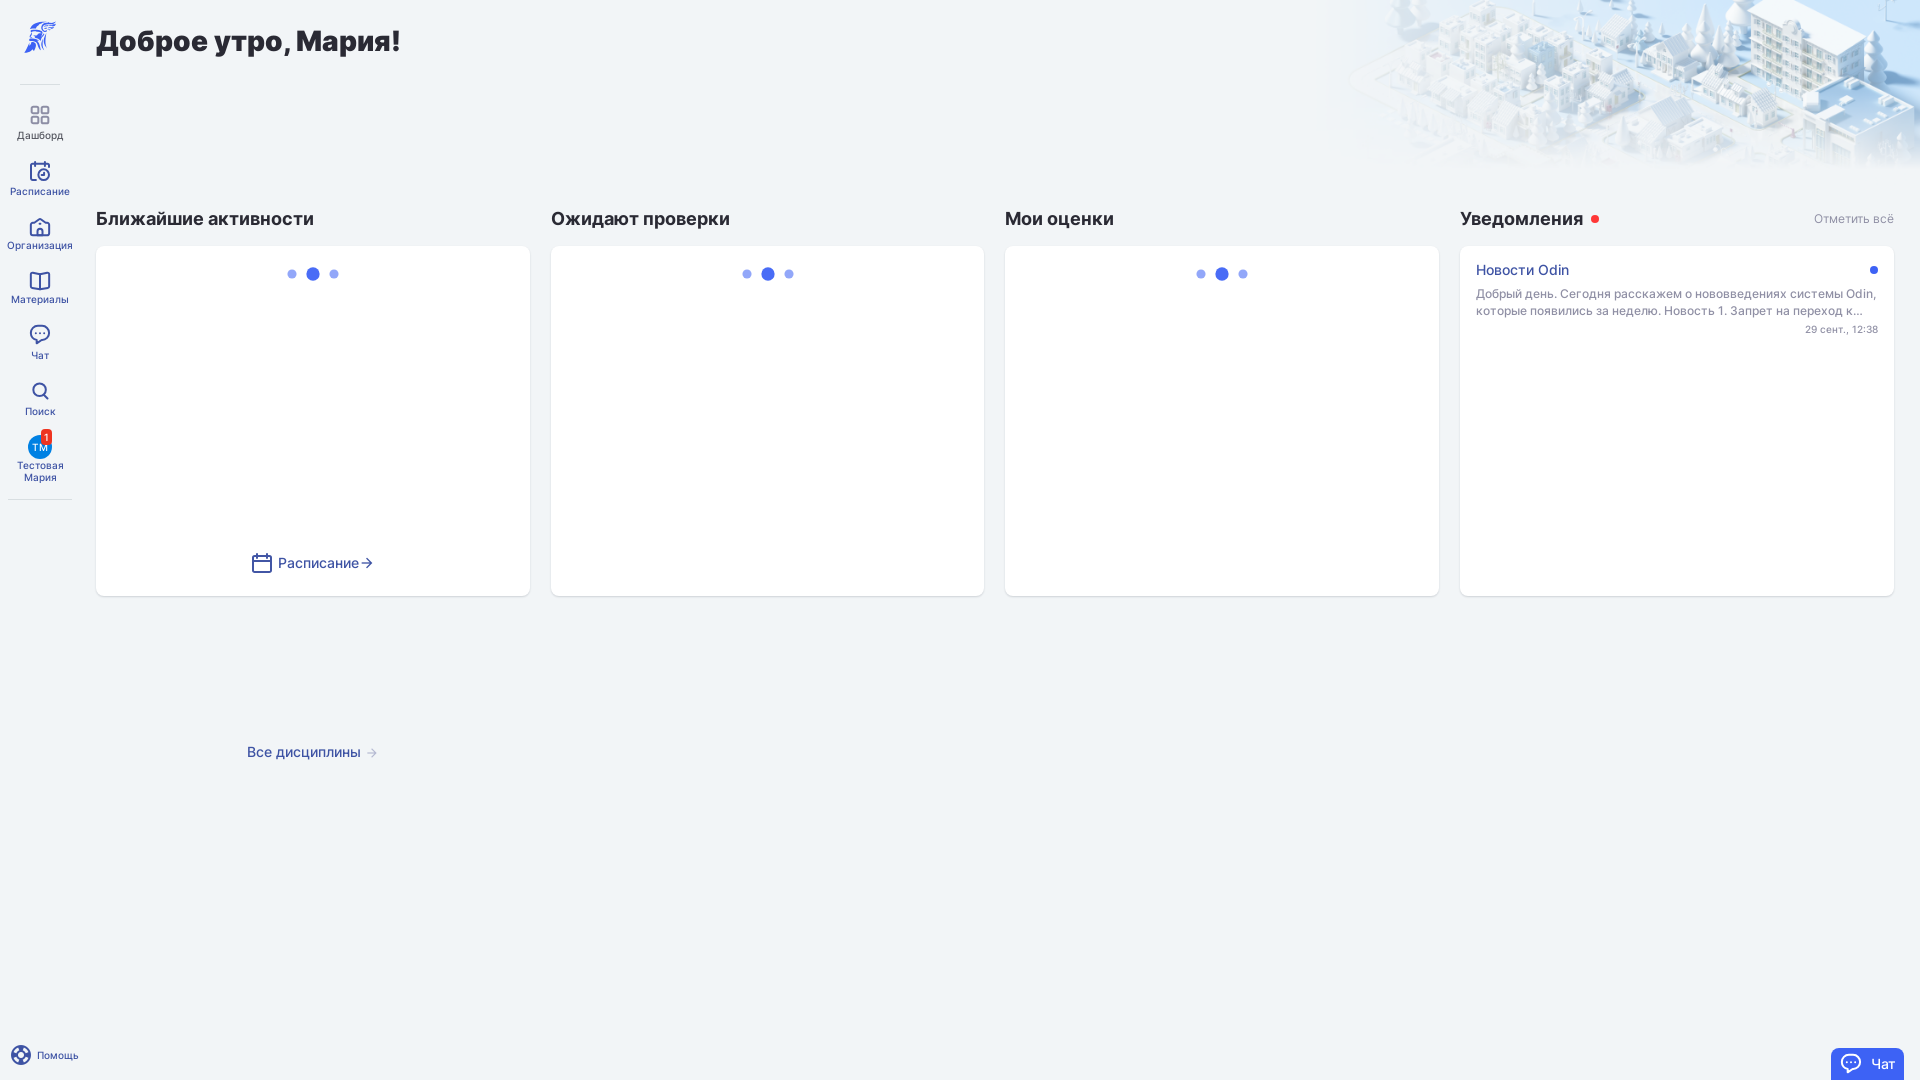 Доброе утро, Мария!
Дашборд
Расписание
Организация
Материалы
Чат
Поиск
ТМ
1
Тестовая
Мария
Ближайшие активности
Расписание
Ожидают проверки
Мои оценки
Уведомления
Отметить всё
Новости Odin
Добрый день. Сегодня расскажем о нововведениях системы Odin,
которые появились за неделю. Новость 1. Запрет на переход к...
29 сент., 12:38
Все дисциплины
Помощь
Чат